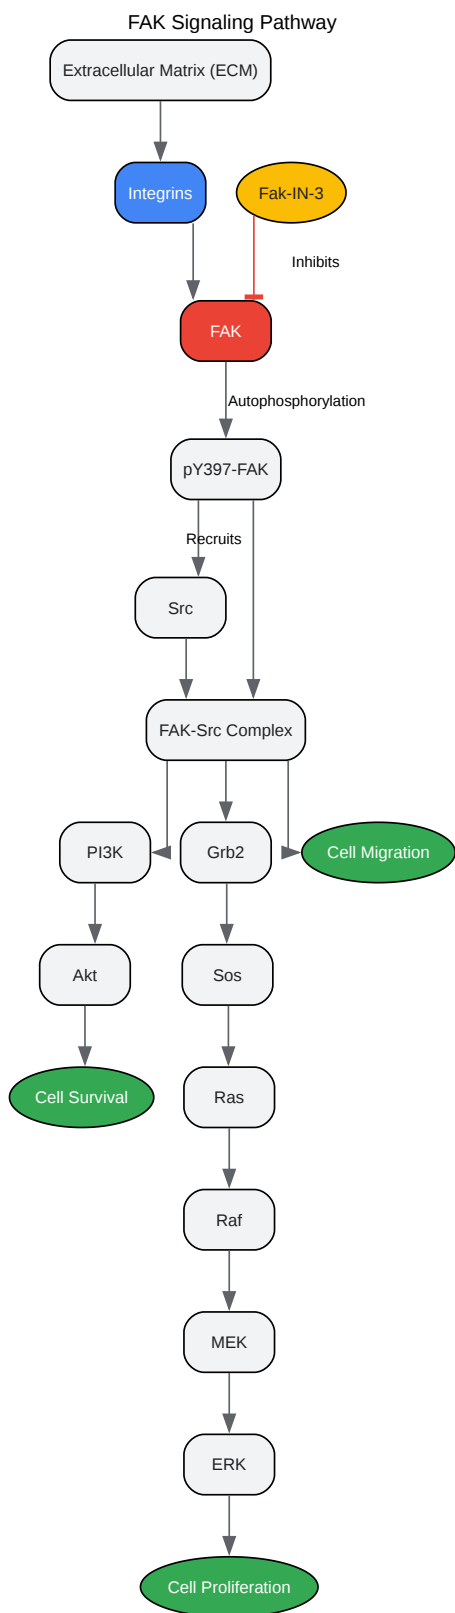 FAK Signaling Pathway
Extracellular Matrix (ECM)
Integrins
Fak-IN-3
Inhibits
FAK
Autophosphorylation
pY397-FAK
Recruits
Src
FAK-Src Complex
PI3K
Grb2
Cell Migration
Akt
Sos
Cell Survival
Ras
Raf
MEK
ERK
Cell Proliferation